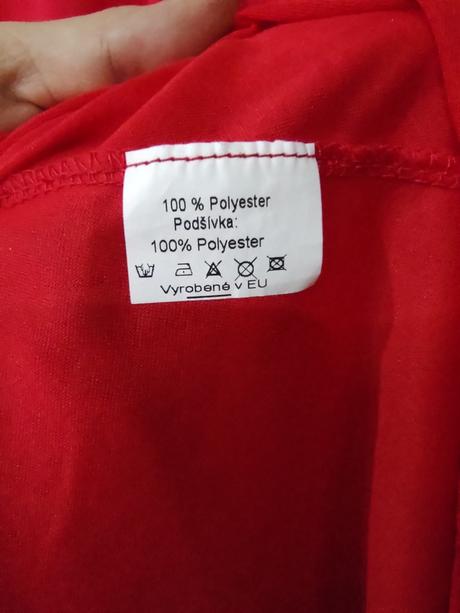 100 % Polyester
Podšívka:
100% Polyester
Vyrobené v EU